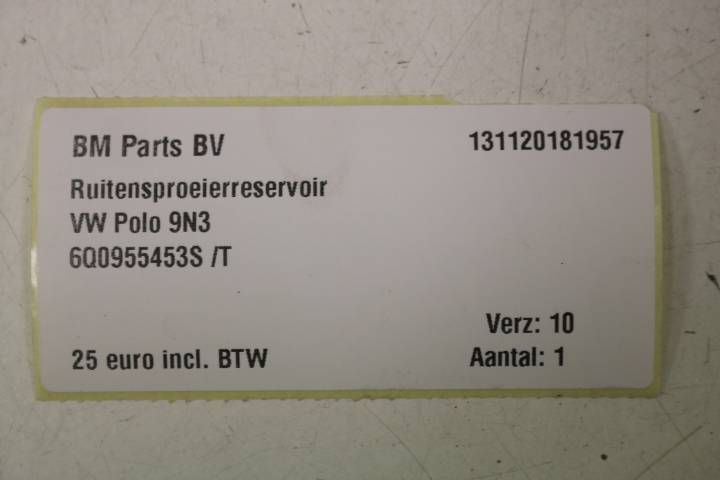 BM Parts BV 131120181957
Ruitensproeierreservoir
VW Polo 9N3
6Q0955453S /T
Verz: 10
25 euro incl. BTW Aantal: 1